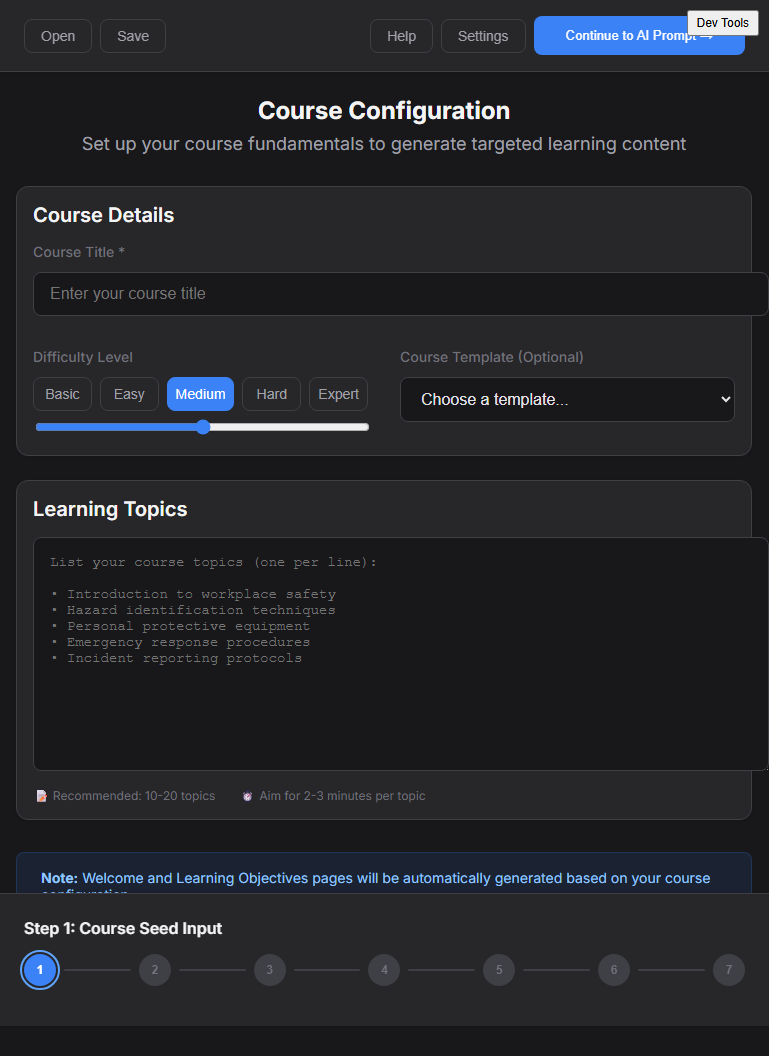 Open
Save
Help
Settings
Continue to AI Prompt →
Dev Tools
Course Configuration
Set up your course fundamentals to generate targeted learning content
Course Details
Course Title *
Enter your course title
Difficulty Level
Course Template (Optional)
Basic
Easy
Medium
Hard
Expert
Choose a template...
Learning Topics
List your course topics (one per line):
• Introduction to workplace safety
• Hazard identification techniques
• Personal protective equipment
• Emergency response procedures
• Incident reporting protocols
📝 Recommended: 10-20 topics
⏰ Aim for 2-3 minutes per topic
Note: Welcome and Learning Objectives pages will be automatically generated based on your course
configuration
Step 1: Course Seed Input
1
2
3
4
5
6
7